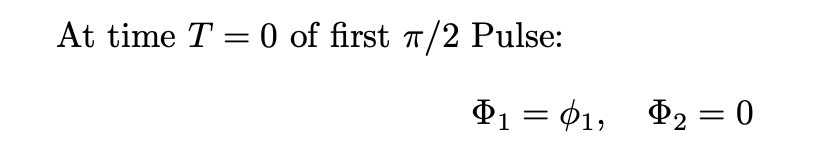 At time T = 0 of first π/2 Pulse:
Φ₁ = ϕ₁, Φ₂ = 0